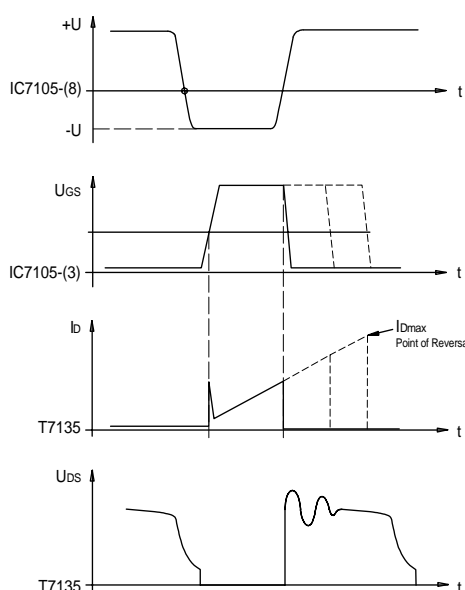 +U
IC7105-(8)
t
-U
UGS
IC7105-(3)
t
ID
IDmax
Point of Reversa
T7135
t
UDS
T7135
t